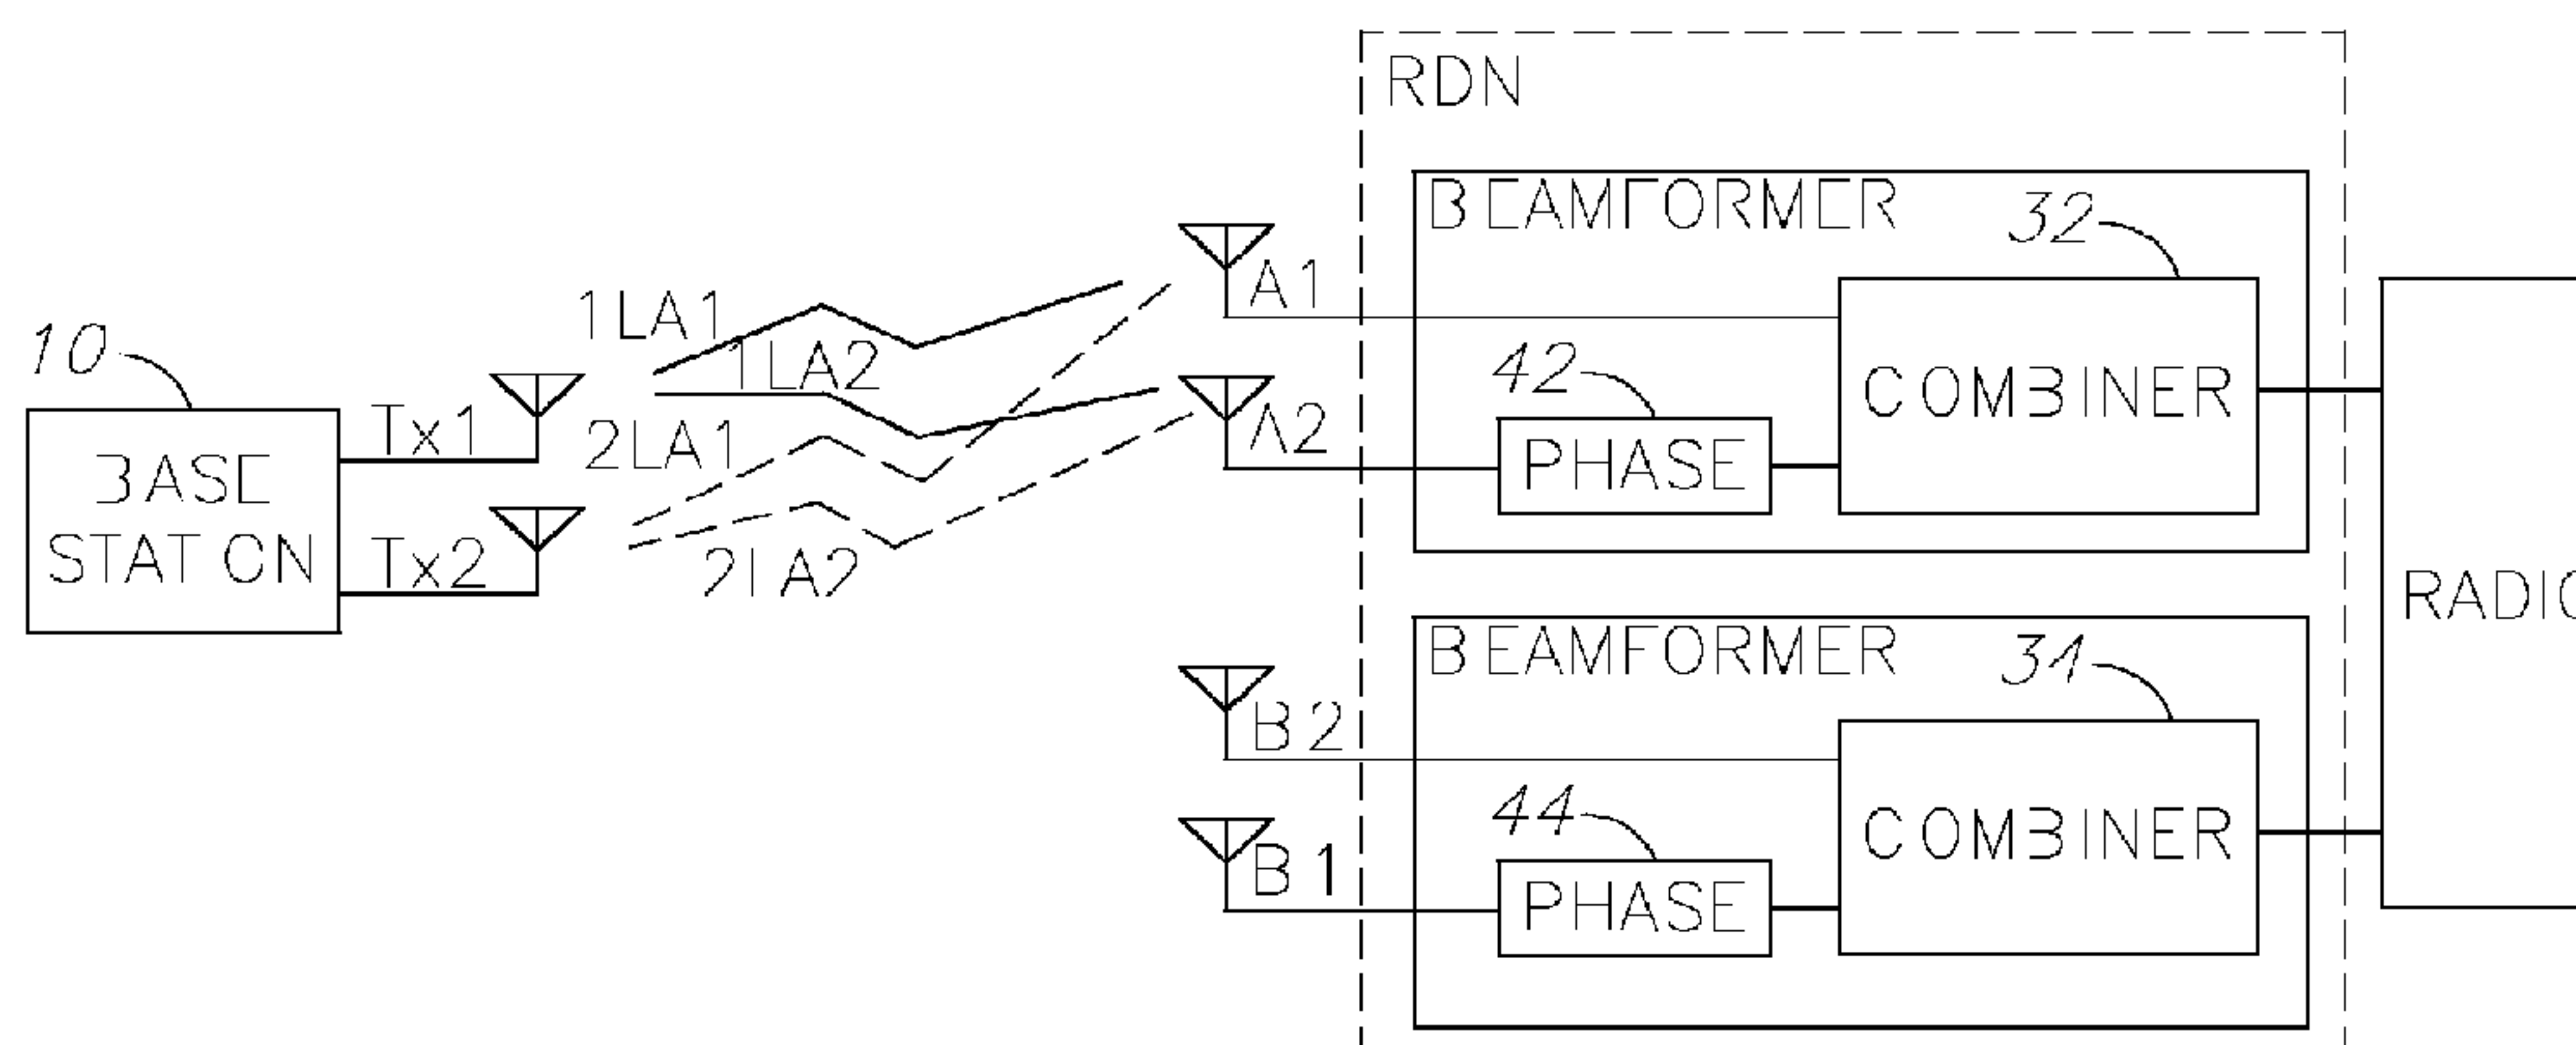 RDN
BEAMFORMER
32
A1
1LA1
10
1LA2
42
COMBINER
Tx1
2LA1
A2
PHASE
BASE
STATION
Tx2
2LA2
RADIO
BEAMFORMER
34
B2
44
COMBINER
B1
PHASE